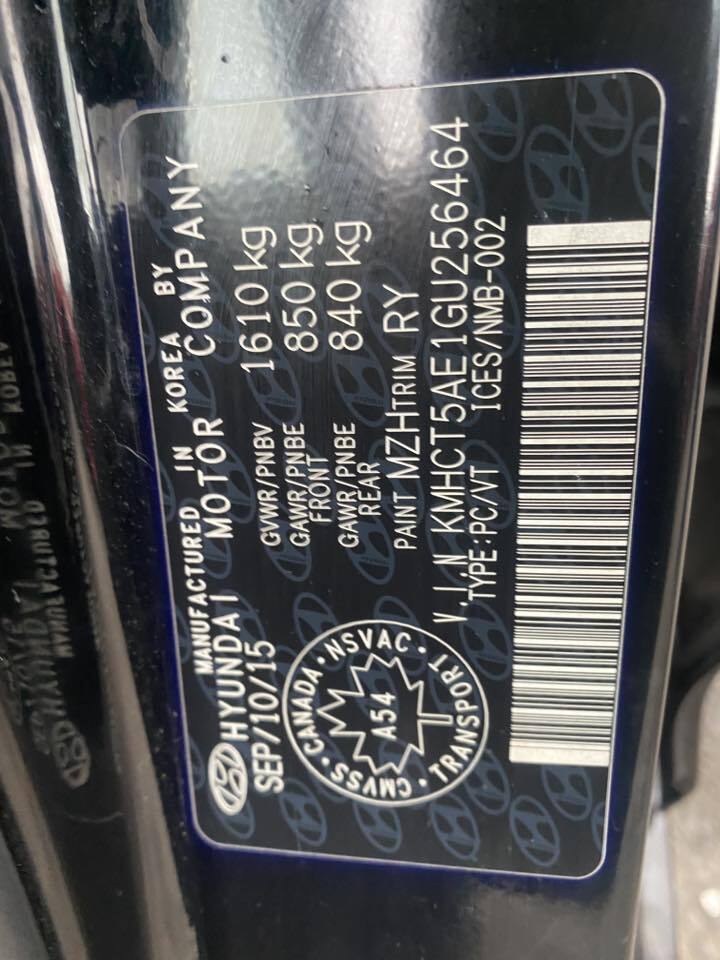 MANUFACTURED IN KOREA BY
HYUNDAI MOTOR COMPANY
SEP/10/15
GVWR/PNBV 1610 kg
GAWR/PNBE FRONT 850 kg
GAWR/PNBE REAR 840 kg
PAINT MZH TRIM RY
V.I.N KMHCT5AE1GU256464
TYPE:PC/VT ICES/NMB-002
CANADA · NSVAC · TRANSPORT · CMVSS ·
A54